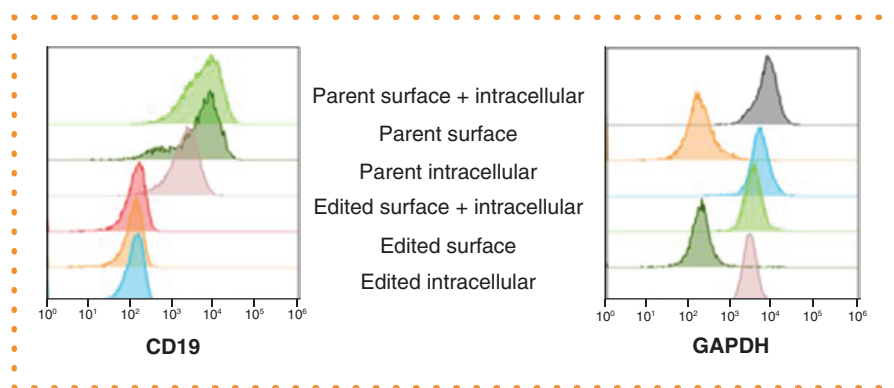 Parent surface + intracellular
Parent surface
Parent intracellular
Edited surface + intracellular
Edited surface
Edited intracellular
10⁰ 10¹ 10² 10³ 10⁴ 10⁵ 10⁶
10⁰ 10¹ 10² 10³ 10⁴ 10⁵ 10⁶
CD19
GAPDH